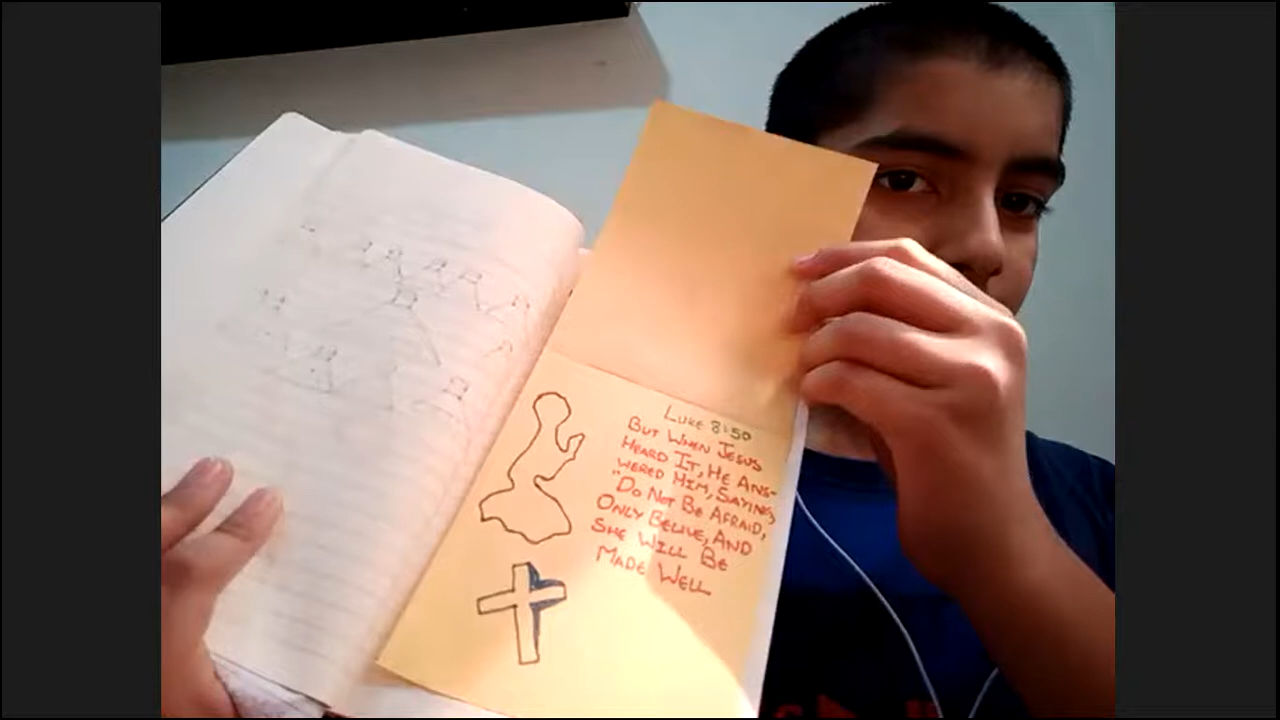 Luke 8:50
But When Jesus
Heard It, He Ans-
wered Him, Saying,
"Do Not Be Afraid,
Only Belive, And
She Will Be
Made Well